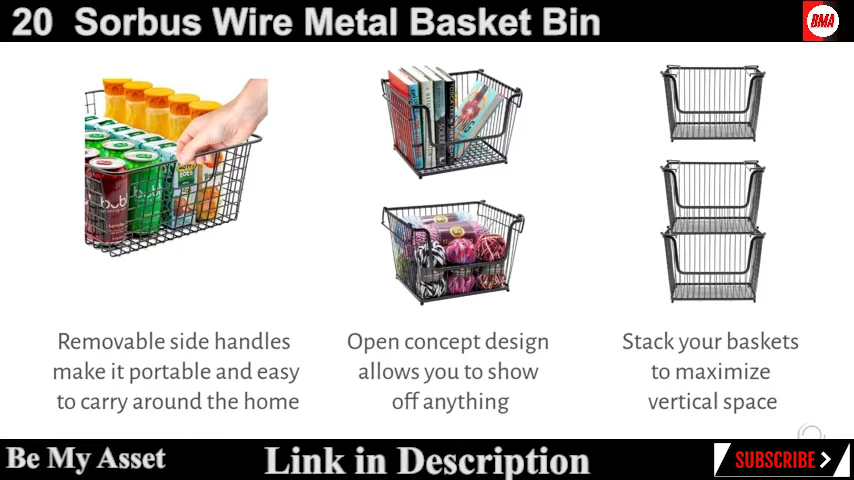 20 Sorbus Wire Metal Basket Bin
BMA
bubly
Removable side handles
make it portable and easy
to carry around the home
Open concept design
allows you to show
off anything
Stack your baskets
to maximize
vertical space
Be My Asset
Link in Description
SUBSCRIBE